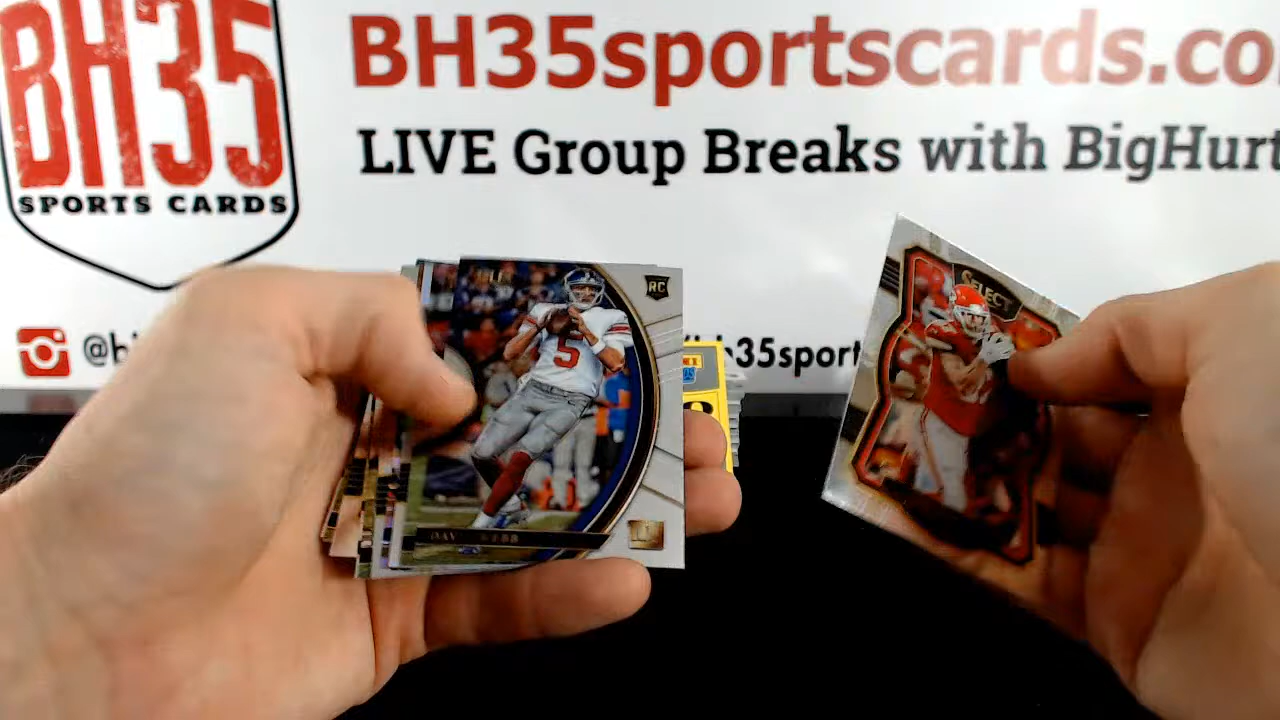 BH35
SPORTS CARDS
BH35sportscards.co
LIVE Group Breaks with BigHurt
@b
35sport
RC
5
SELECT